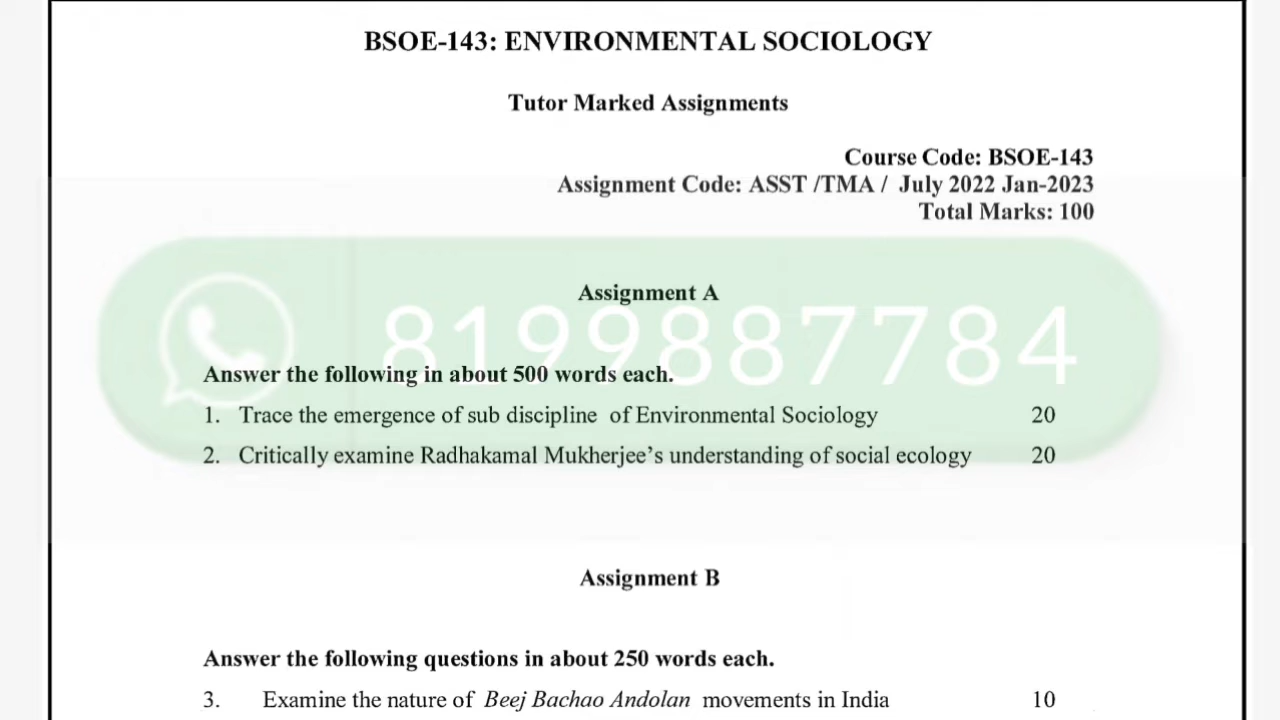 BSOE-143: ENVIRONMENTAL SOCIOLOGY
Tutor Marked Assignments
Course Code: BSOE-143
Assignment Code: ASST /TMA / July 2022 Jan-2023
Total Marks: 100
Assignment A
8199887784
Answer the following in about 500 words each.
1. Trace the emergence of sub discipline of Environmental Sociology 20
2. Critically examine Radhakamal Mukherjee’s understanding of social ecology 20
Assignment B
Answer the following questions in about 250 words each.
3. Examine the nature of Beej Bachao Andolan movements in India 10